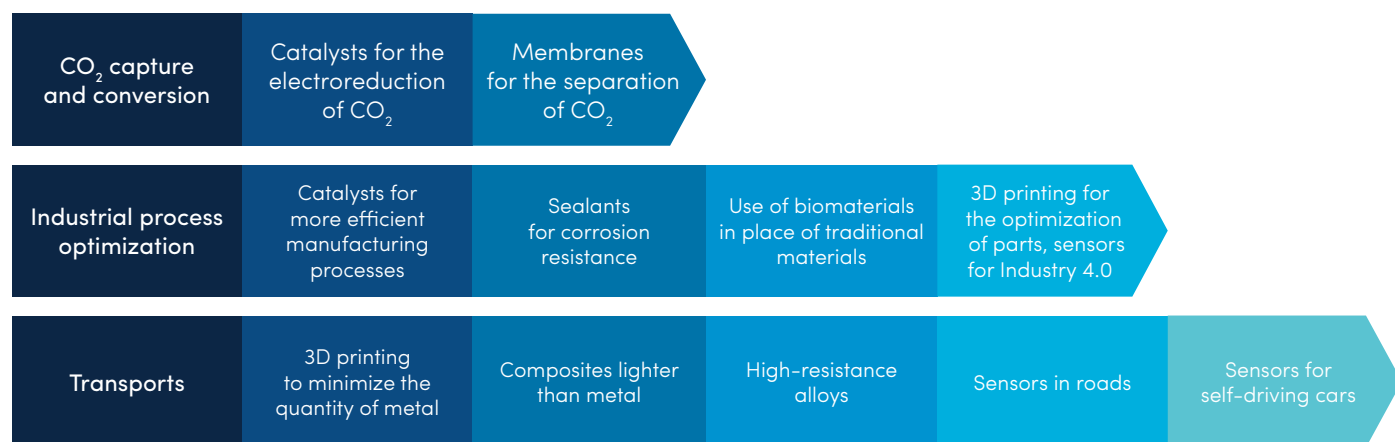 CO₂ capture
and conversion
Catalysts for the
electroreduction
of CO₂
Membranes
for the separation
of CO₂
Industrial process
optimization
Catalysts for
more efficient
manufacturing
processes
Sealants
for corrosion
resistance
Use of biomaterials
in place of traditional
materials
3D printing for
the optimization
of parts, sensors
for Industry 4.0
Transports
3D printing
to minimize the
quantity of metal
Composites lighter
than metal
High-resistance
alloys
Sensors in roads
Sensors for
self-driving cars